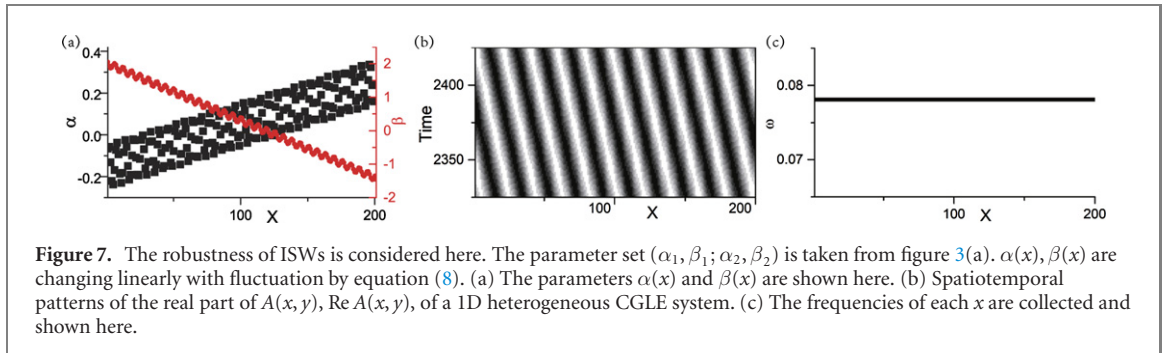 (a)
0.4
0.2
0.0
-0.2
α
100
200
X
2
1
0
-1
-2
β
(b)
2400
2350
Time
100
200
X
(c)
0.08
0.07
ω
100
200
X
Figure 7. The robustness of ISWs is considered here. The parameter set (α₁, β₁; α₂, β₂) is taken from figure 3(a). α(x), β(x) are
changing linearly with fluctuation by equation (8). (a) The parameters α(x) and β(x) are shown here. (b) Spatiotemporal
patterns of the real part of A(x, y), Re A(x, y), of a 1D heterogeneous CGLE system. (c) The frequencies of each x are collected and
shown here.